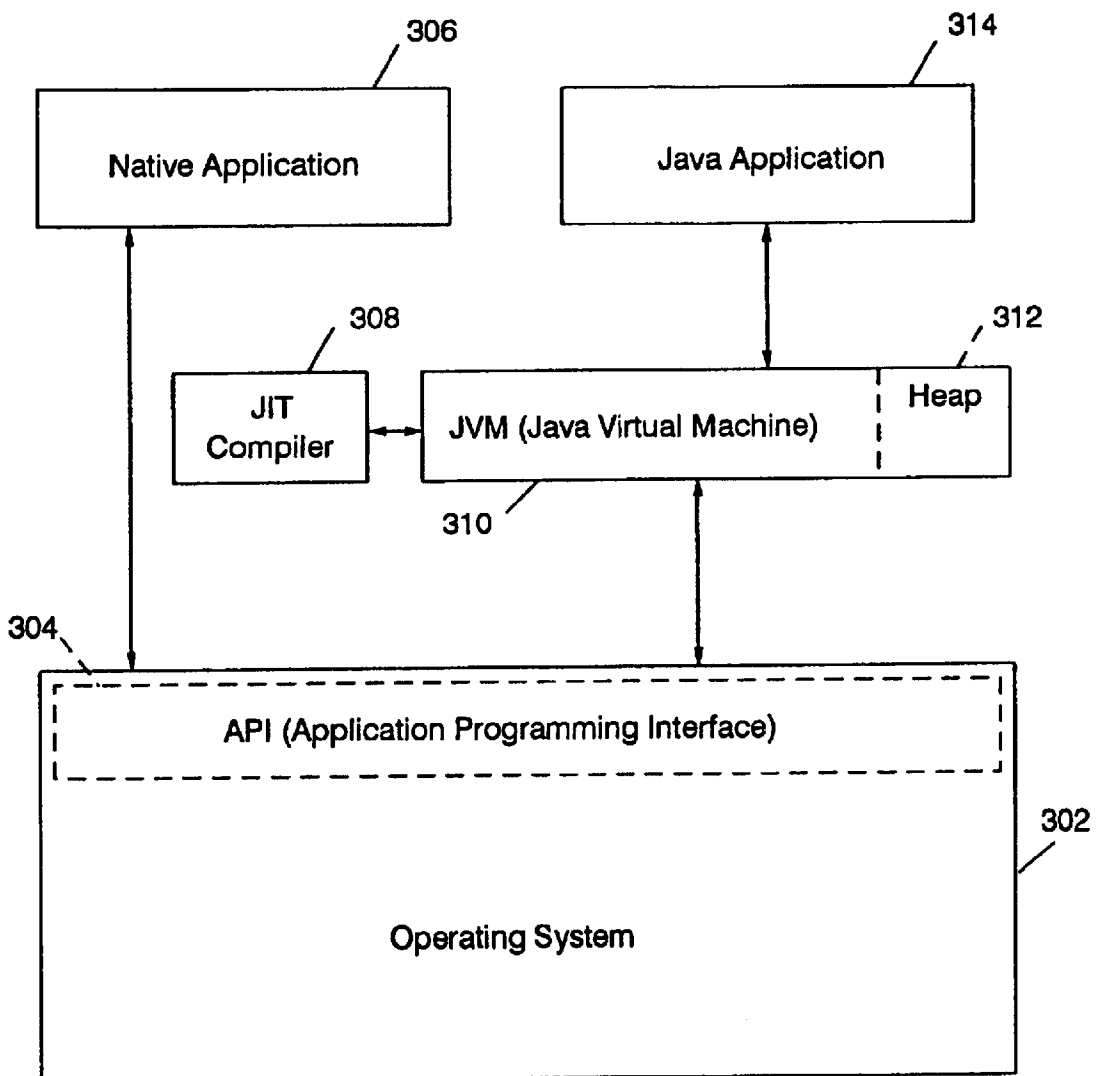 306
314
Native Application
Java Application
308
312
JIT
Compiler
JVM (Java Virtual Machine)
Heap
310
304
API (Application Programming Interface)
302
Operating System